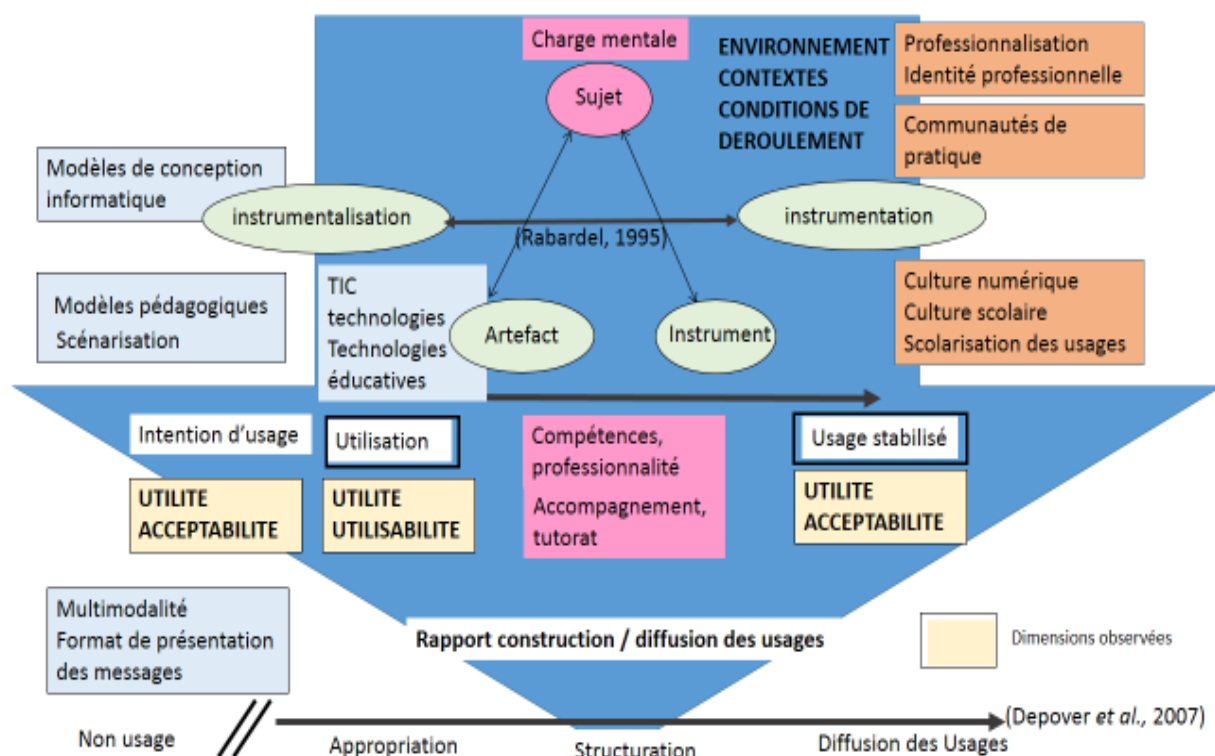 Charge mentale
Sujet
ENVIRONNEMENT
CONTEXTES
CONDITIONS DE
DEROULEMENT
Professionnalisation
Identité professionnelle
Communautés de
pratique
Modèles de conception
informatique
instrumentalisation
instrumentation
(Rabardel, 1995)
Modèles pédagogiques
Scénarisation
TIC
technologies
Technologies
éducatives
Artefact
Instrument
Culture numérique
Culture scolaire
Scolarisation des usages
Intention d’usage
Utilisation
Compétences,
professionnalité
Accompagnement,
tutorat
Usage stabilisé
UTILITE
ACCEPTABILITE
UTILITE
UTILISABILITE
UTILITE
ACCEPTABILITE
Multimodalité
Format de présentation
des messages
Rapport construction / diffusion des usages
Dimensions observées
(Depover et al., 2007)
Non usage
Appropriation
Structuration
Diffusion des Usages